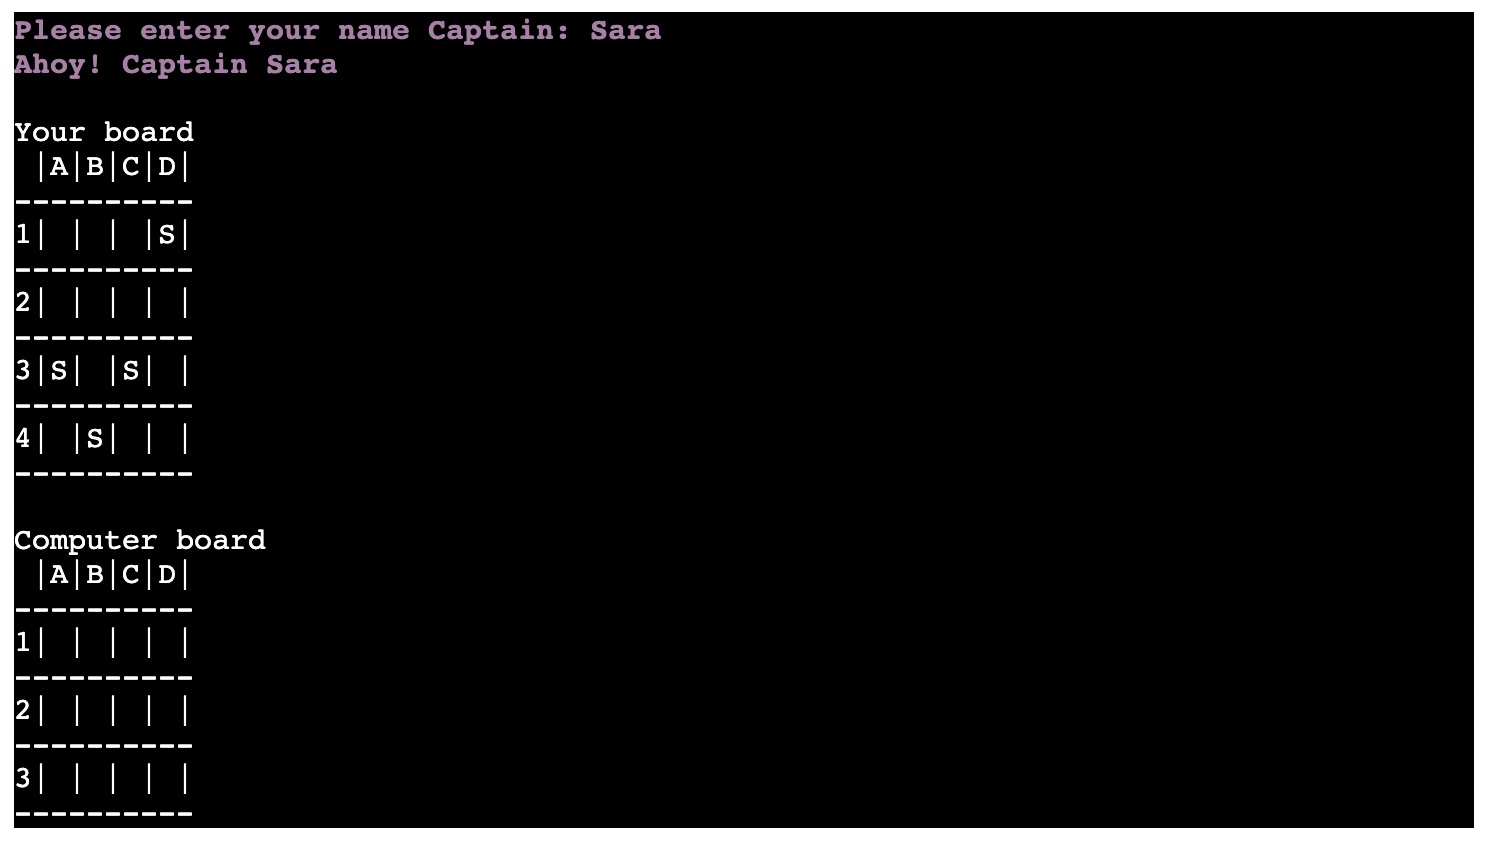 Please enter your name Captain: Sara
Ahoy! Captain Sara
Your board
 |A|B|C|D|
----------
1| | | |S|
----------
2| | | | |
----------
3|S| |S| |
----------
4| |S| | |
----------
Computer board
 |A|B|C|D|
----------
1| | | | |
----------
2| | | | |
----------
3| | | | |
----------